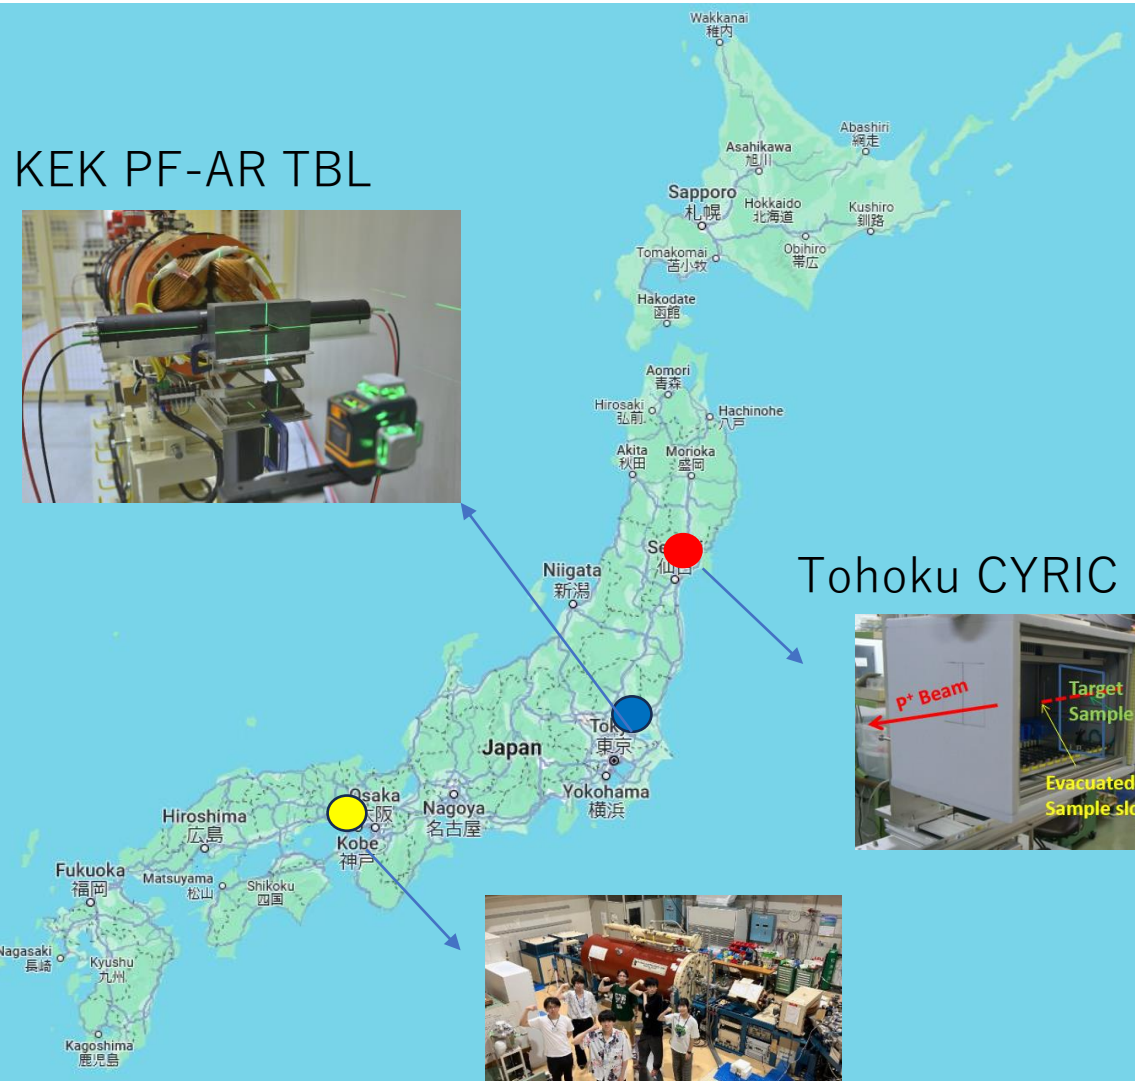 Wakkanai
稚内
Abashiri
網走
Asahikawa
旭川
KEK PF-AR TBL
Sapporo
札幌
Hokkaido
北海道
Kushiro
釧路
Tomakomai
苫小牧
Obihiro
帯広
Hakodate
函館
Aomori
青森
Hirosaki
弘前
Hachinohe
八戸
Akita
秋田
Morioka
盛岡
Niigata
新潟
Tohoku CYRIC
P+ Beam
Target
Sample
Evacuated
Japan
東京
Yokohama
横浜
Nagoya
名古屋
Osaka
Kobe
神戸
Hiroshima
広島
Matsuyama
松山
Shikoku
四国
Fukuoka
福岡
Nagasaki
長崎
Kyushu
九州
Kagoshima
鹿児島